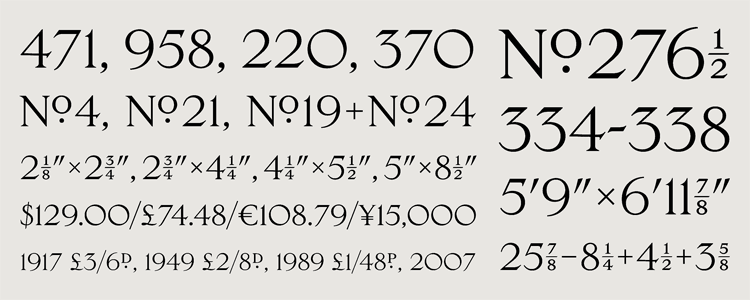 471, 958, 220, 370
Nº4, Nº21, Nº19+Nº24
2⅛″×2¾″, 2¾″×4¼″, 4¼″×5½″, 5″×8½″
$129.00/£74.48/€108.79/¥15,000
1917 £3/6ᴰ, 1949 £2/8ᴰ, 1989 £1/48ᴾ, 2007
Nº276½
334-338
5′9″×6′11⅞″
25⅞−8¼+4½+3⅝